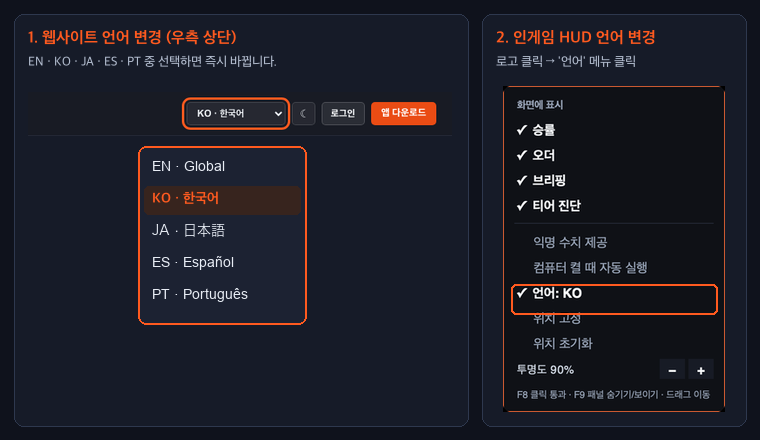 1. 웹사이트 언어 변경 (우측 상단)
EN · KO · JA · ES · PT 중 선택하면 즉시 바뀝니다.
KO · 한국어
로그인
앱 다운로드
EN · Global
KO · 한국어
JA · 日本語
ES · Español
PT · Português
2. 인게임 HUD 언어 변경
로고 클릭 → '언어' 메뉴 클릭
화면에 표시
✓ 승률
✓ 오더
✓ 브리핑
✓ 티어 진단
익명 수치 제공
컴퓨터 켤 때 자동 실행
✓ 언어: KO
위치 고정
위치 초기화
투명도 90% − +
F8 클릭 통과 · F9 패널 숨기기/보이기 · 드래그 이동